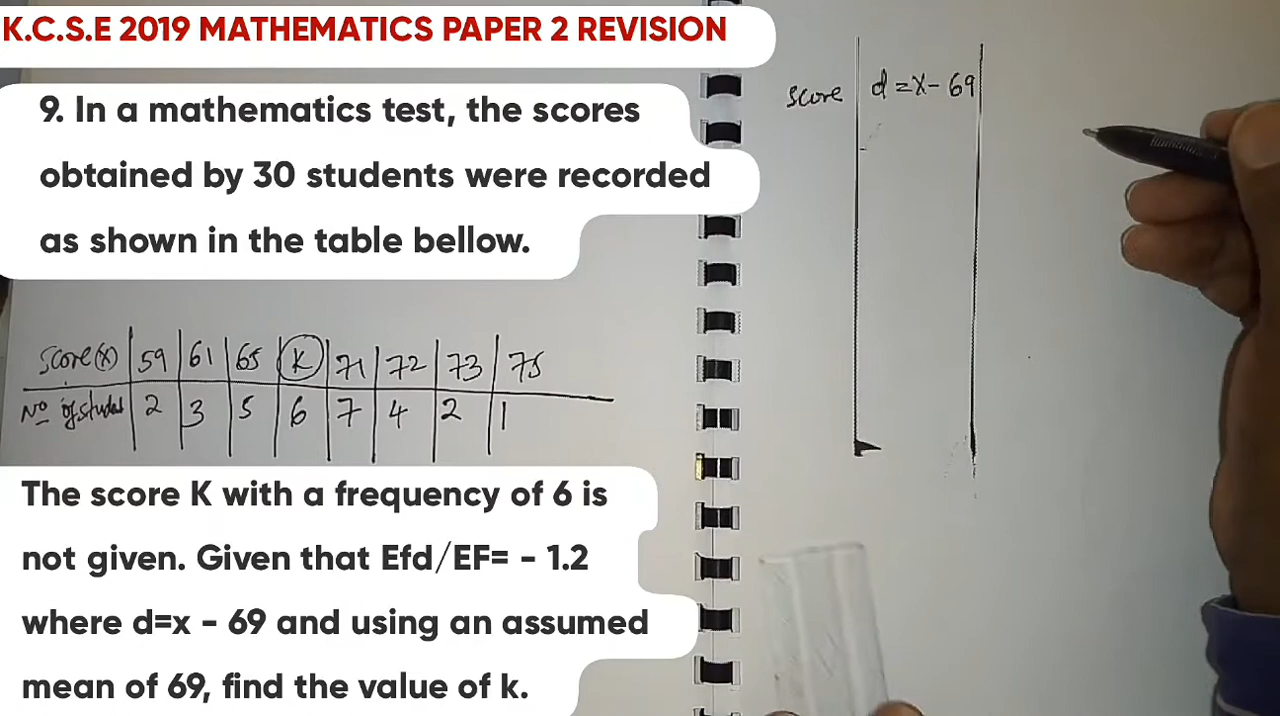 K.C.S.E 2019 MATHEMATICS PAPER 2 REVISION
9. In a mathematics test, the scores
obtained by 30 students were recorded
as shown in the table bellow.
Score(x) 59 61 65 K 71 72 73 75
No of students 2 3 5 6 7 4 2 1
The score K with a frequency of 6 is
not given. Given that Efd/EF= - 1.2
where d=x - 69 and using an assumed
mean of 69, find the value of k.
Score d=x-69